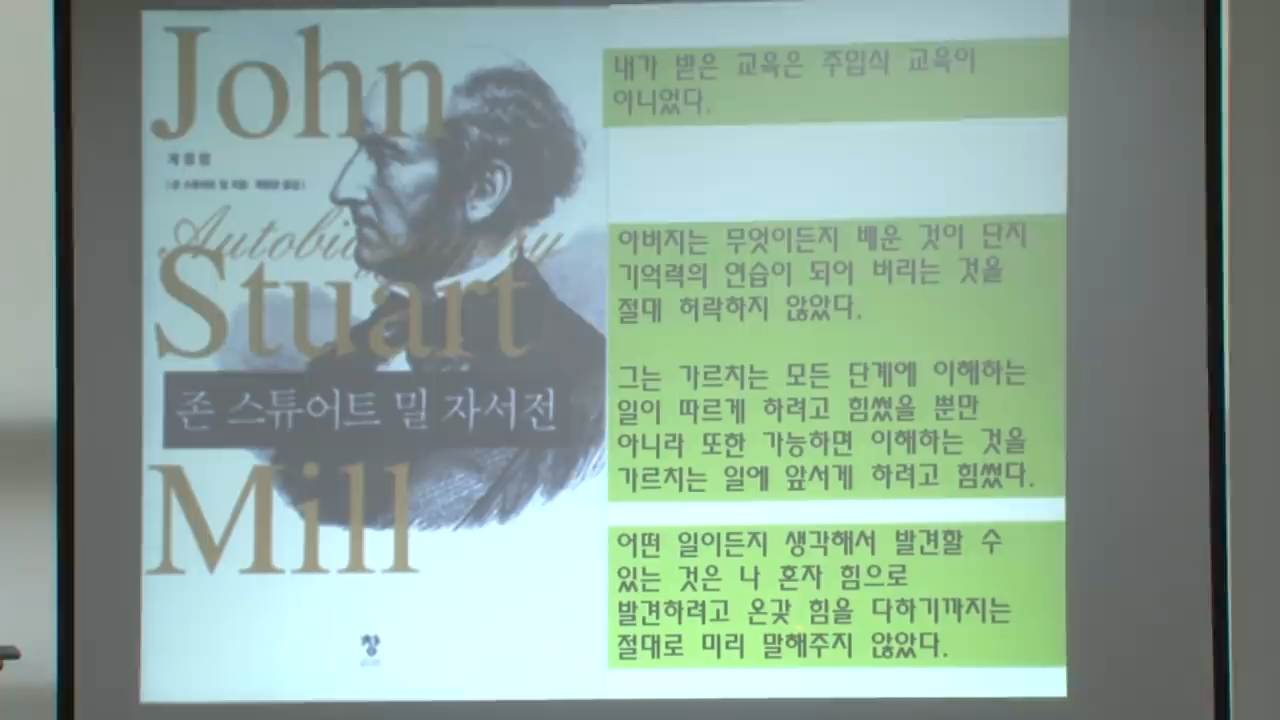 John
Autobiography
Stuart
존 스튜어트 밀 자서전
Mill
창
내가 받은 교육은 주입식 교육이
아니었다.
아버지는 무엇이든지 배운 것이 단지
기억력의 연습이 되어 버리는 것을
절대 허락하지 않았다.
그는 가르치는 모든 단계에 이해하는
일이 따르게 하려고 힘썼을 뿐만
아니라 또한 가능하면 이해하는 것을
가르치는 일에 앞서게 하려고 힘썼다.
어떤 일이든지 생각해서 발견할 수
있는 것은 나 혼자 힘으로
발견하려고 온갖 힘을 다하기까지는
절대로 미리 말해주지 않았다.